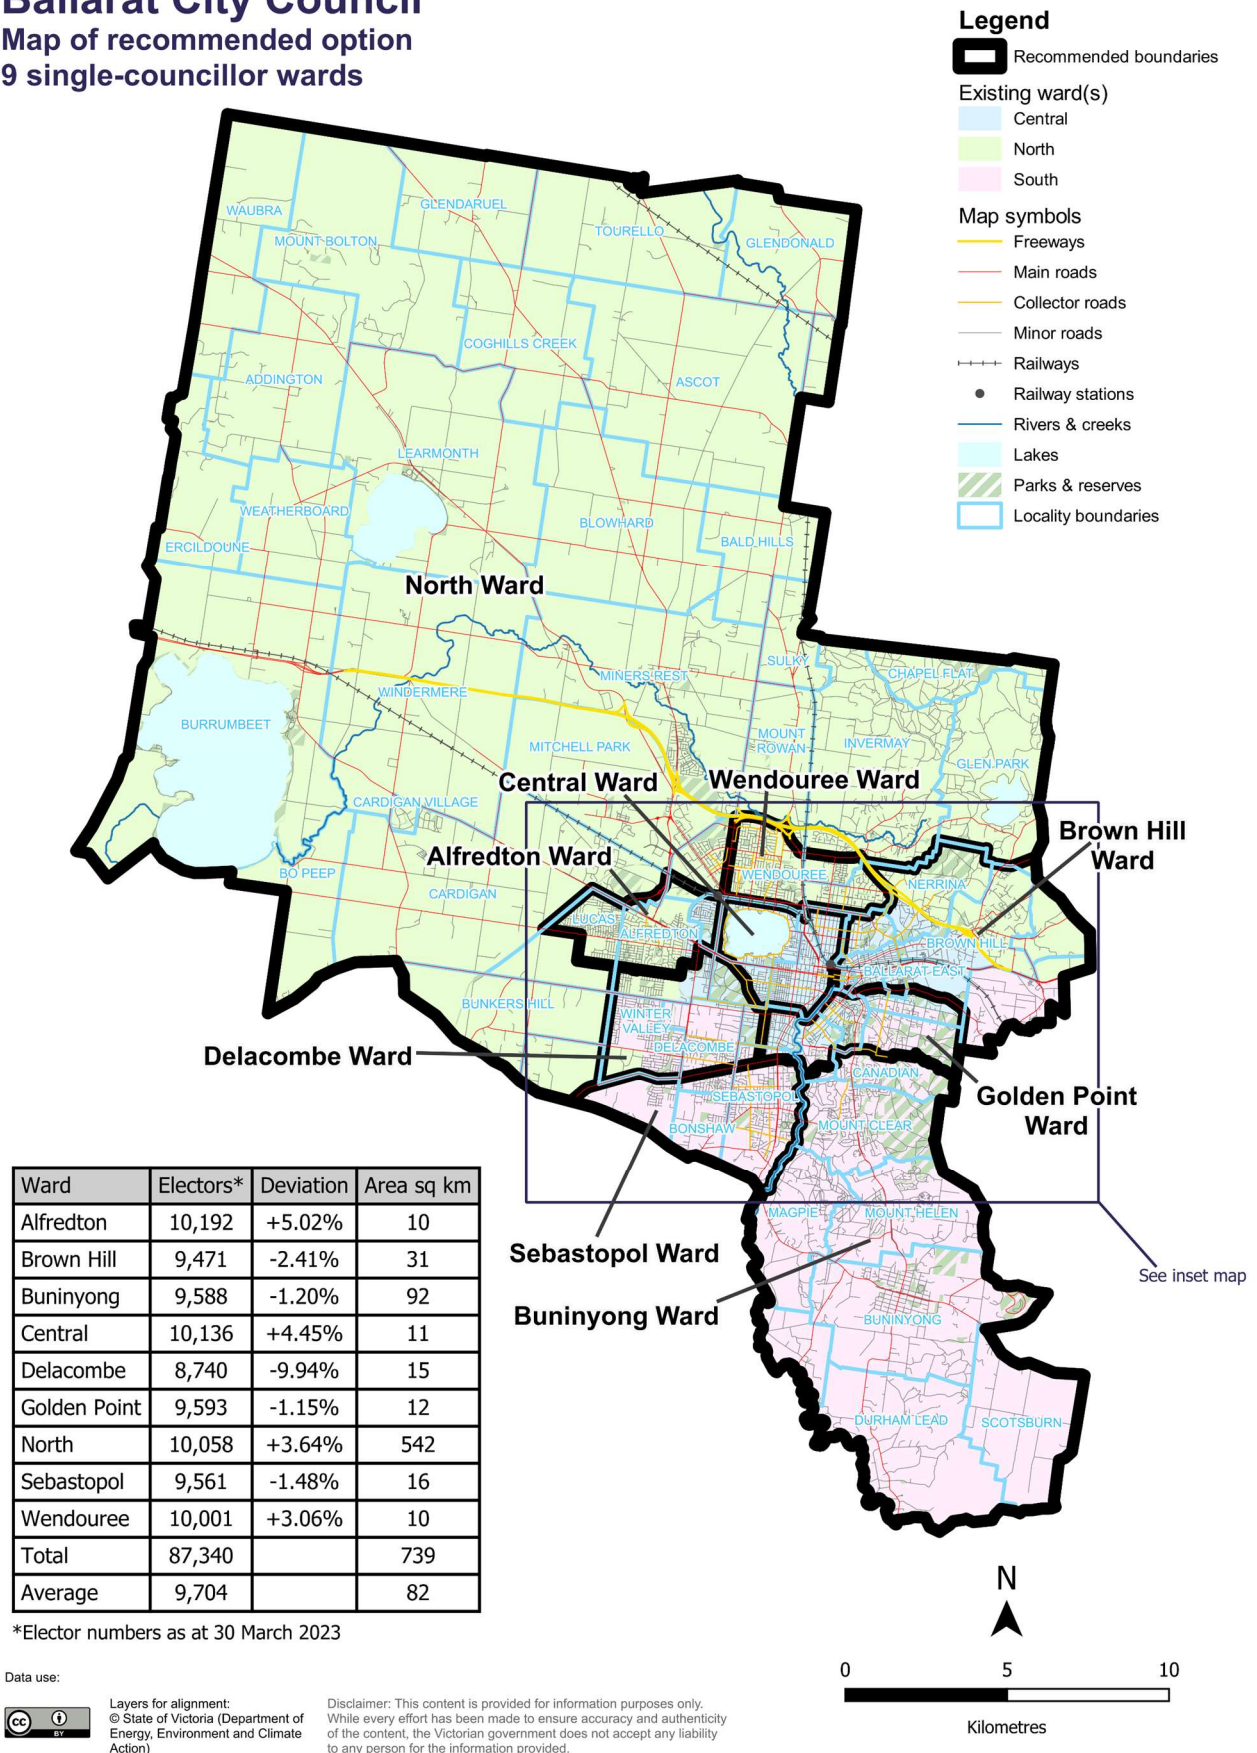 Ballarat City Council
Map of recommended option
9 single-councillor wards
Legend
Recommended boundaries
Existing ward(s)
Central
North
South
Map symbols
Freeways
Main roads
Collector roads
Minor roads
Railways
Railway stations
Rivers & creeks
Lakes
Parks & reserves
Locality boundaries
WAUBRA
GLENDARUEL
MOUNT BOLTON
TOURELLO
GLENDONALD
COGHILLS CREEK
ADDINGTON
ASCOT
LEARMONTH
WEATHERBOARD
BLOWHARD
BALD HILLS
ERCILDOUNE
North Ward
SULKY
CHAPEL FLAT
MINERS REST
WINDERMERE
BURRUMBEET
MITCHELL PARK
MOUNT
ROWAN
INVERMAY
GLEN PARK
Central Ward
Wendouree Ward
CARDIGAN VILLAGE
Brown Hill
Ward
Alfredton Ward
BO PEEP
CARDIGAN
WENDOUREE
NERRINA
LUCAS
ALFREDTON
BROWN HILL
BALLARAT EAST
BUNKERS HILL
WINTER
VALLEY
DELACOMBE
Delacombe Ward
CANADIAN
Golden Point
Ward
SEBASTOPOL
BONSHAW
MOUNT CLEAR
MAGPIE
MOUNT HELEN
Sebastopol Ward
See inset map
Buninyong Ward
BUNINYONG
DURHAM LEAD
SCOTSBURN
Ward Electors* Deviation Area sq km
Alfredton 10,192 +5.02% 10
Brown Hill 9,471 -2.41% 31
Buninyong 9,588 -1.20% 92
Central 10,136 +4.45% 11
Delacombe 8,740 -9.94% 15
Golden Point 9,593 -1.15% 12
North 10,058 +3.64% 542
Sebastopol 9,561 -1.48% 16
Wendouree 10,001 +3.06% 10
Total 87,340 739
Average 9,704 82
*Elector numbers as at 30 March 2023
N
0 5 10
Kilometres
Data use:
cc BY
Layers for alignment:
© State of Victoria (Department of
Energy, Environment and Climate
Action)
Disclaimer: This content is provided for information purposes only.
While every effort has been made to ensure accuracy and authenticity
of the content, the Victorian government does not accept any liability
to any person for the information provided.